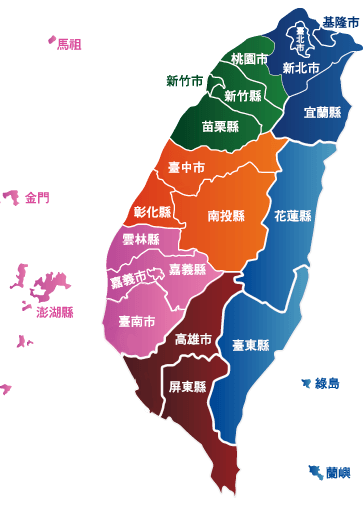 基隆市
臺北市
馬祖
新北市
桃園市
新竹市
新竹縣
宜蘭縣
苗栗縣
臺中市
金門
彰化縣
南投縣
花蓮縣
雲林縣
嘉義縣
嘉義市
澎湖縣
臺南市
高雄市
臺東縣
屏東縣
綠島
蘭嶼